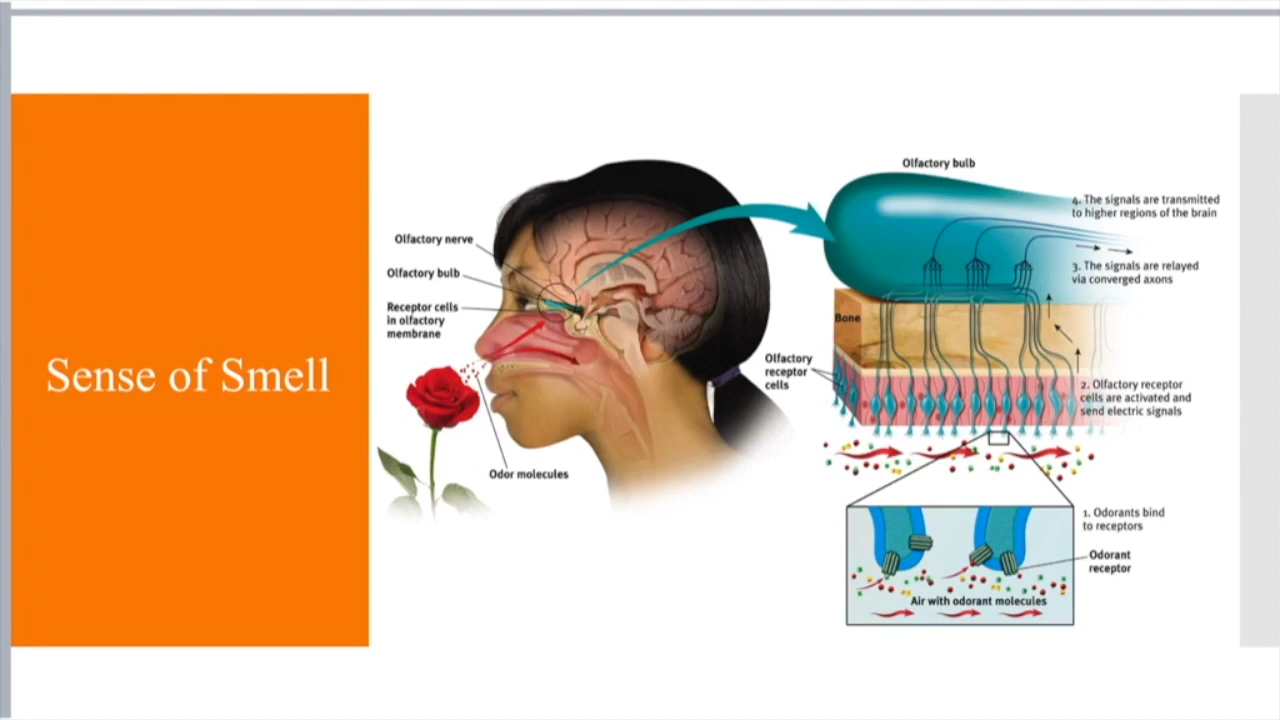 Sense of Smell
Olfactory nerve
Olfactory bulb
Receptor cells
in olfactory
membrane
Odor molecules
Olfactory bulb
4. The signals are transmitted
to higher regions of the brain
3. The signals are relayed
via converged axons
Bone
Olfactory
receptor
cells
2. Olfactory receptor
cells are activated and
send electric signals
1. Odorants bind
to receptors
Odorant
receptor
Air with odorant molecules